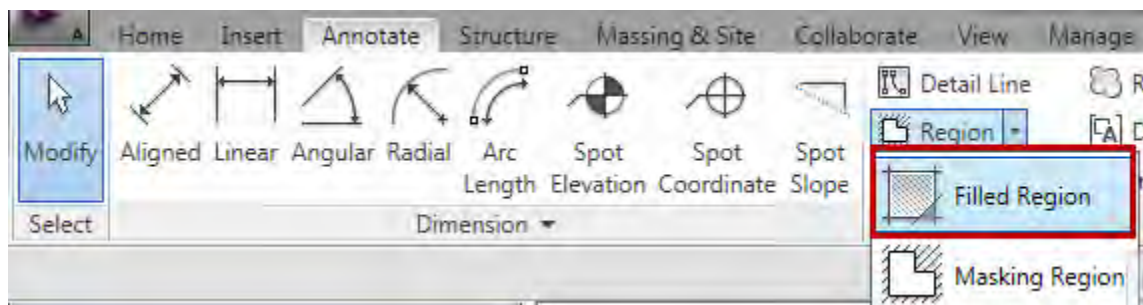 Home Insert Annotate Structure Massing & Site Collaborate View Manage
Modify Aligned Linear Angular Radial Arc Length Spot Elevation Spot Coordinate Spot Slope
Detail Line
Region
Filled Region
Masking Region
Select Dimension